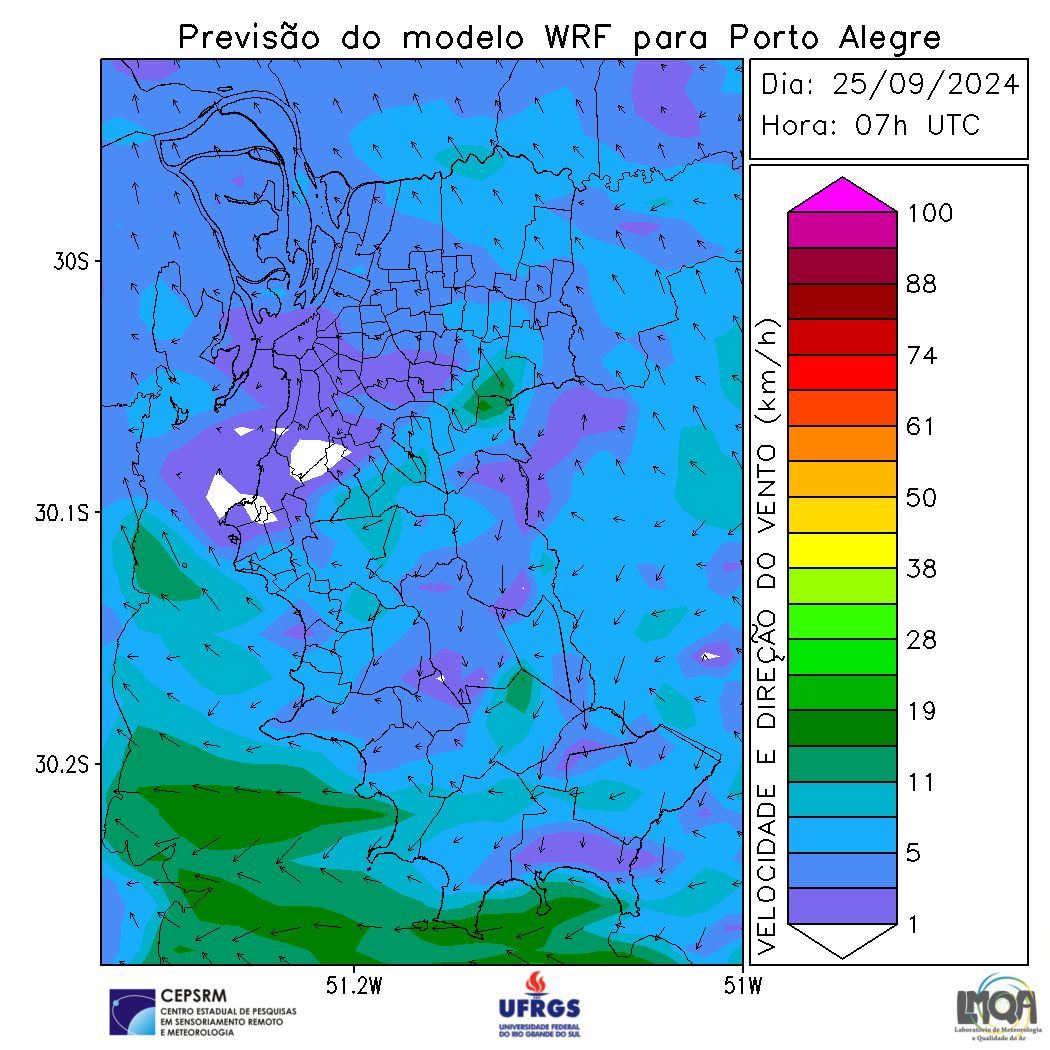 Previsão do modelo WRF para Porto Alegre
Dia: 25/09/2024
Hora: 07h UTC
30S
30.1S
30.2S
51.2W
51W
VELOCIDADE E DIREÇÃO DO VENTO (km/h)
100
88
74
61
50
38
28
19
11
5
1
CEPSRM
CENTRO ESTADUAL DE PESQUISAS
EM SENSORIAMENTO REMOTO
E METEOROLOGIA
UFRGS
UNIVERSIDADE FEDERAL
DO RIO GRANDE DO SUL
LMQA
Laboratório de Meteorologia
e Qualidade do Ar